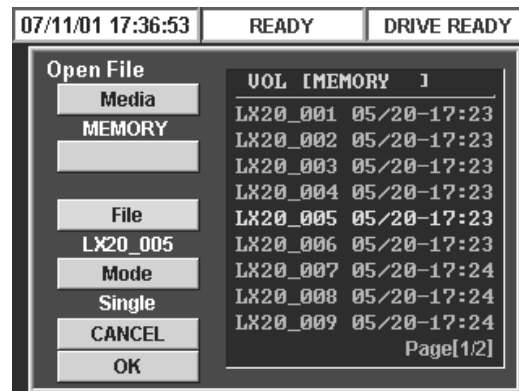 07/11/01 17:36:53 READY DRIVE READY
Open File
Media
MEMORY
File
LX20_005
Mode
Single
CANCEL
OK
VOL [MEMORY ]
LX20_001 05/20-17:23
LX20_002 05/20-17:23
LX20_003 05/20-17:23
LX20_004 05/20-17:23
LX20_005 05/20-17:23
LX20_006 05/20-17:23
LX20_007 05/20-17:24
LX20_008 05/20-17:24
LX20_009 05/20-17:24
Page[1/2]